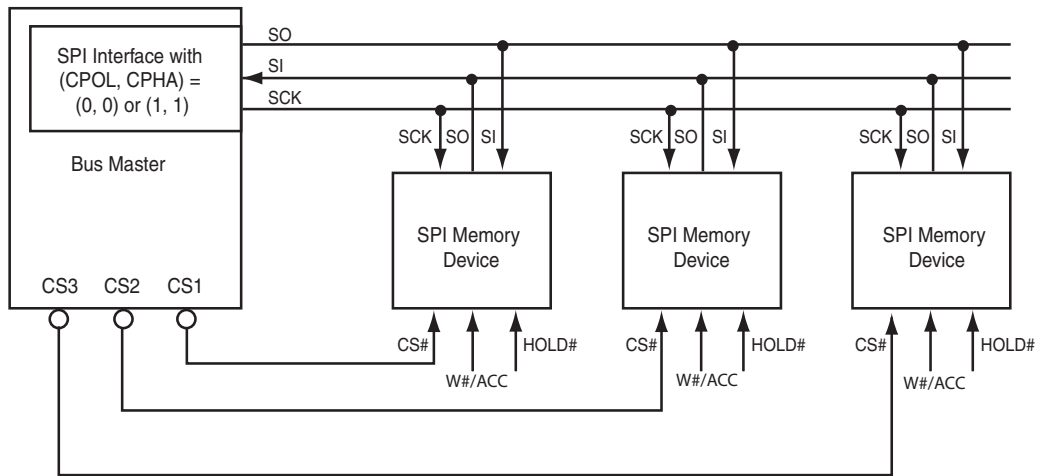 SO
SPI Interface with
(CPOL, CPHA) =
(0, 0) or (1, 1)
SI
SCK
Bus Master
SCK SO SI
SCK SO SI
SCK SO SI
SPI Memory
Device
SPI Memory
Device
SPI Memory
Device
CS3 CS2 CS1
CS# HOLD#
W#/ACC
CS# HOLD#
W#/ACC
CS# HOLD#
W#/ACC